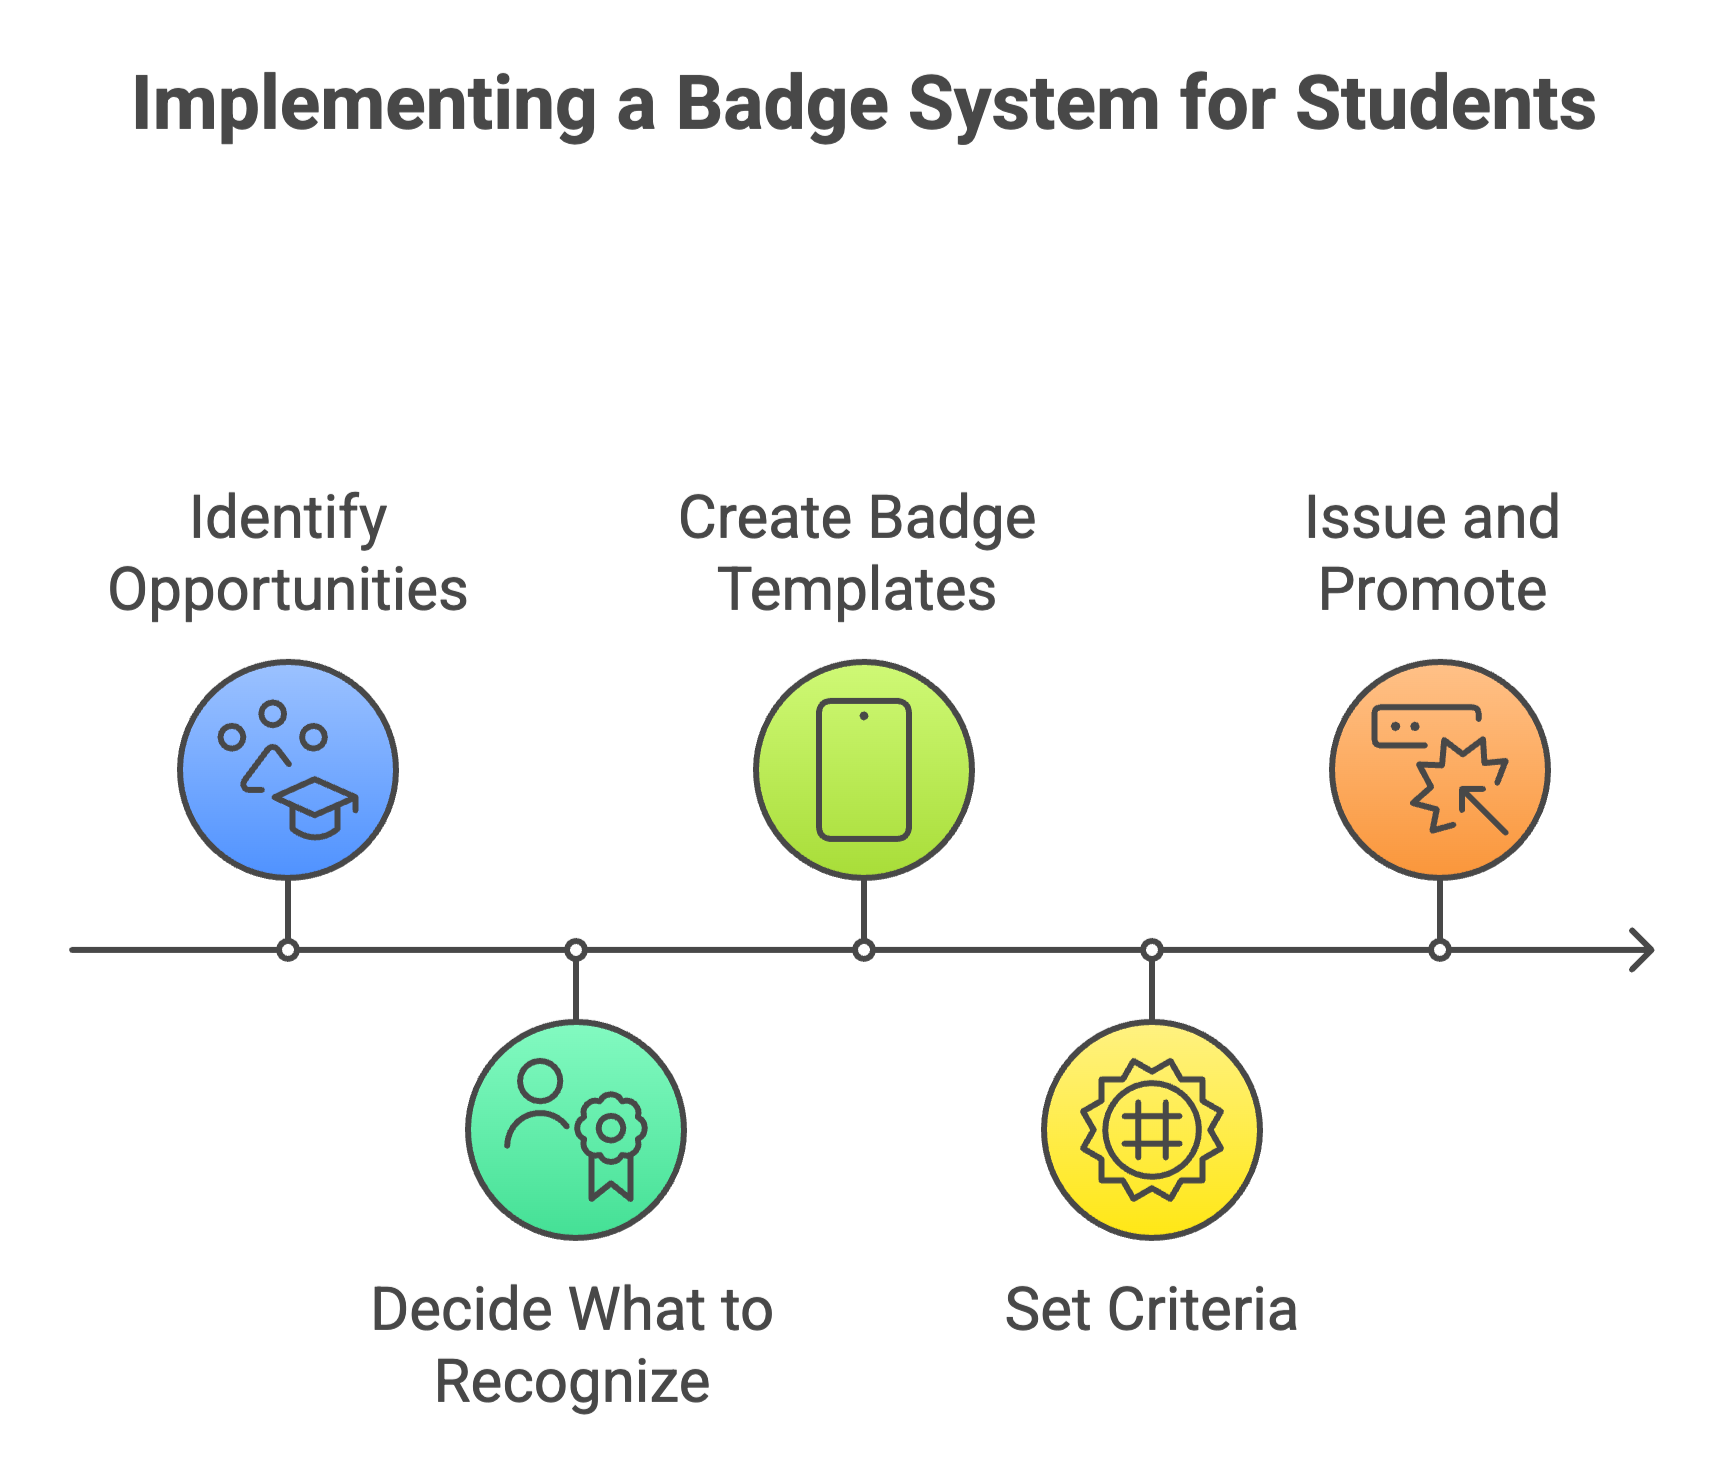 Implementing a Badge System for Students
Identify
Opportunities
Create Badge
Templates
Issue and
Promote
Decide What to
Recognize
Set Criteria